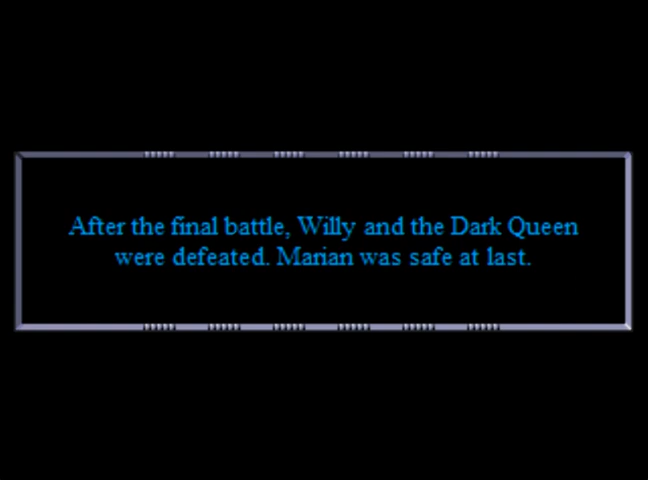 After the final battle, Willy and the Dark Queen
were defeated. Marian was safe at last.